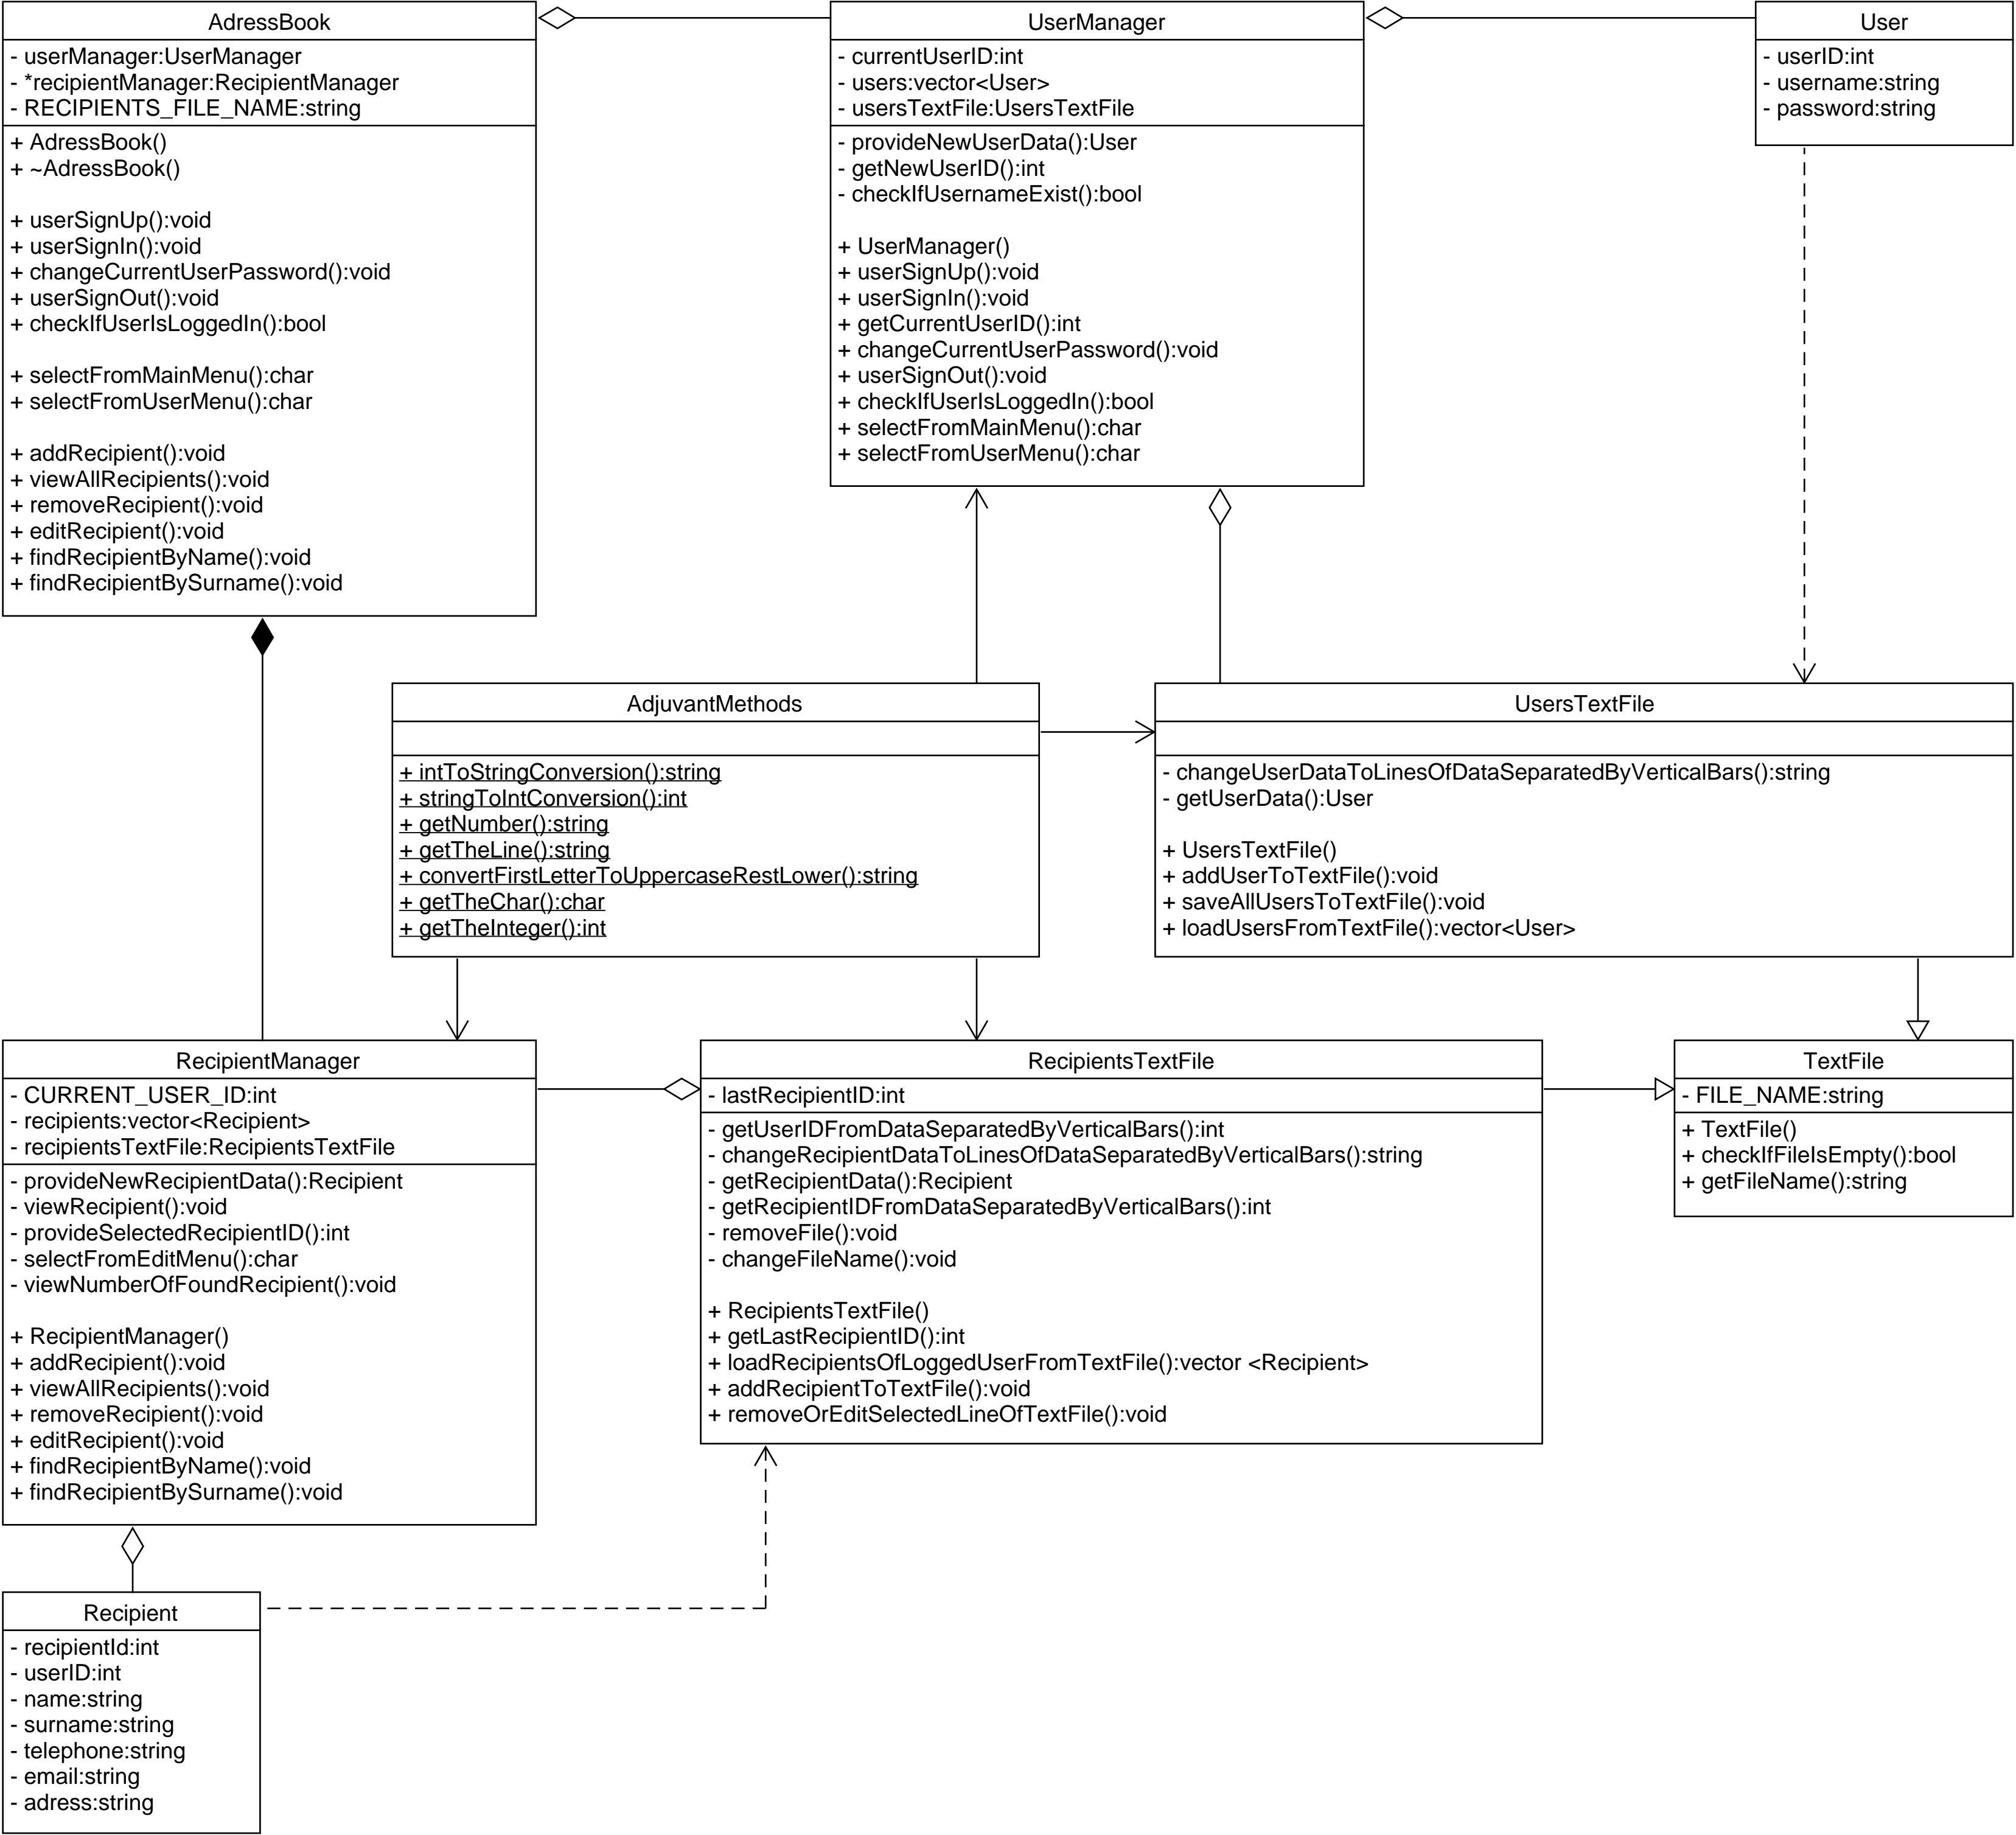 AdressBook
- userManager:UserManager
- *recipientManager:RecipientManager
- RECIPIENTS_FILE_NAME:string
+ AdressBook()
+ ~AdressBook()
+ userSignUp():void
+ userSignIn():void
+ changeCurrentUserPassword():void
+ userSignOut():void
+ checkIfUserIsLoggedIn():bool
+ selectFromMainMenu():char
+ selectFromUserMenu():char
+ addRecipient():void
+ viewAllRecipients():void
+ removeRecipient():void
+ editRecipient():void
+ findRecipientByName():void
+ findRecipientBySurname():void
UserManager
- currentUserID:int
- users:vector<User>
- usersTextFile:UsersTextFile
- provideNewUserData():User
- getNewUserID():int
- checkIfUsernameExist():bool
+ UserManager()
+ userSignUp():void
+ userSignIn():void
+ getCurrentUserID():int
+ changeCurrentUserPassword():void
+ userSignOut():void
+ checkIfUserIsLoggedIn():bool
+ selectFromMainMenu():char
+ selectFromUserMenu():char
User
- userID:int
- username:string
- password:string
AdjuvantMethods
+ intToStringConversion():string
+ stringToIntConversion():int
+ getNumber():string
+ getTheLine():string
+ convertFirstLetterToUppercaseRestLower():string
+ getTheChar():char
+ getTheInteger():int
UsersTextFile
- changeUserDataToLinesOfDataSeparatedByVerticalBars():string
- getUserData():User
+ UsersTextFile()
+ addUserToTextFile():void
+ saveAllUsersToTextFile():void
+ loadUsersFromTextFile():vector<User>
RecipientManager
- CURRENT_USER_ID:int
- recipients:vector<Recipient>
- recipientsTextFile:RecipientsTextFile
- provideNewRecipientData():Recipient
- viewRecipient():void
- provideSelectedRecipientID():int
- selectFromEditMenu():char
- viewNumberOfFoundRecipient():void
+ RecipientManager()
+ addRecipient():void
+ viewAllRecipients():void
+ removeRecipient():void
+ editRecipient():void
+ findRecipientByName():void
+ findRecipientBySurname():void
RecipientsTextFile
- lastRecipientID:int
- getUserIDFromDataSeparatedByVerticalBars():int
- changeRecipientDataToLinesOfDataSeparatedByVerticalBars():string
- getRecipientData():Recipient
- getRecipientIDFromDataSeparatedByVerticalBars():int
- removeFile():void
- changeFileName():void
+ RecipientsTextFile()
+ getLastRecipientID():int
+ loadRecipientsOfLoggedUserFromTextFile():vector <Recipient>
+ addRecipientToTextFile():void
+ removeOrEditSelectedLineOfTextFile():void
TextFile
- FILE_NAME:string
+ TextFile()
+ checkIfFileIsEmpty():bool
+ getFileName():string
Recipient
- recipientId:int
- userID:int
- name:string
- surname:string
- telephone:string
- email:string
- adress:string